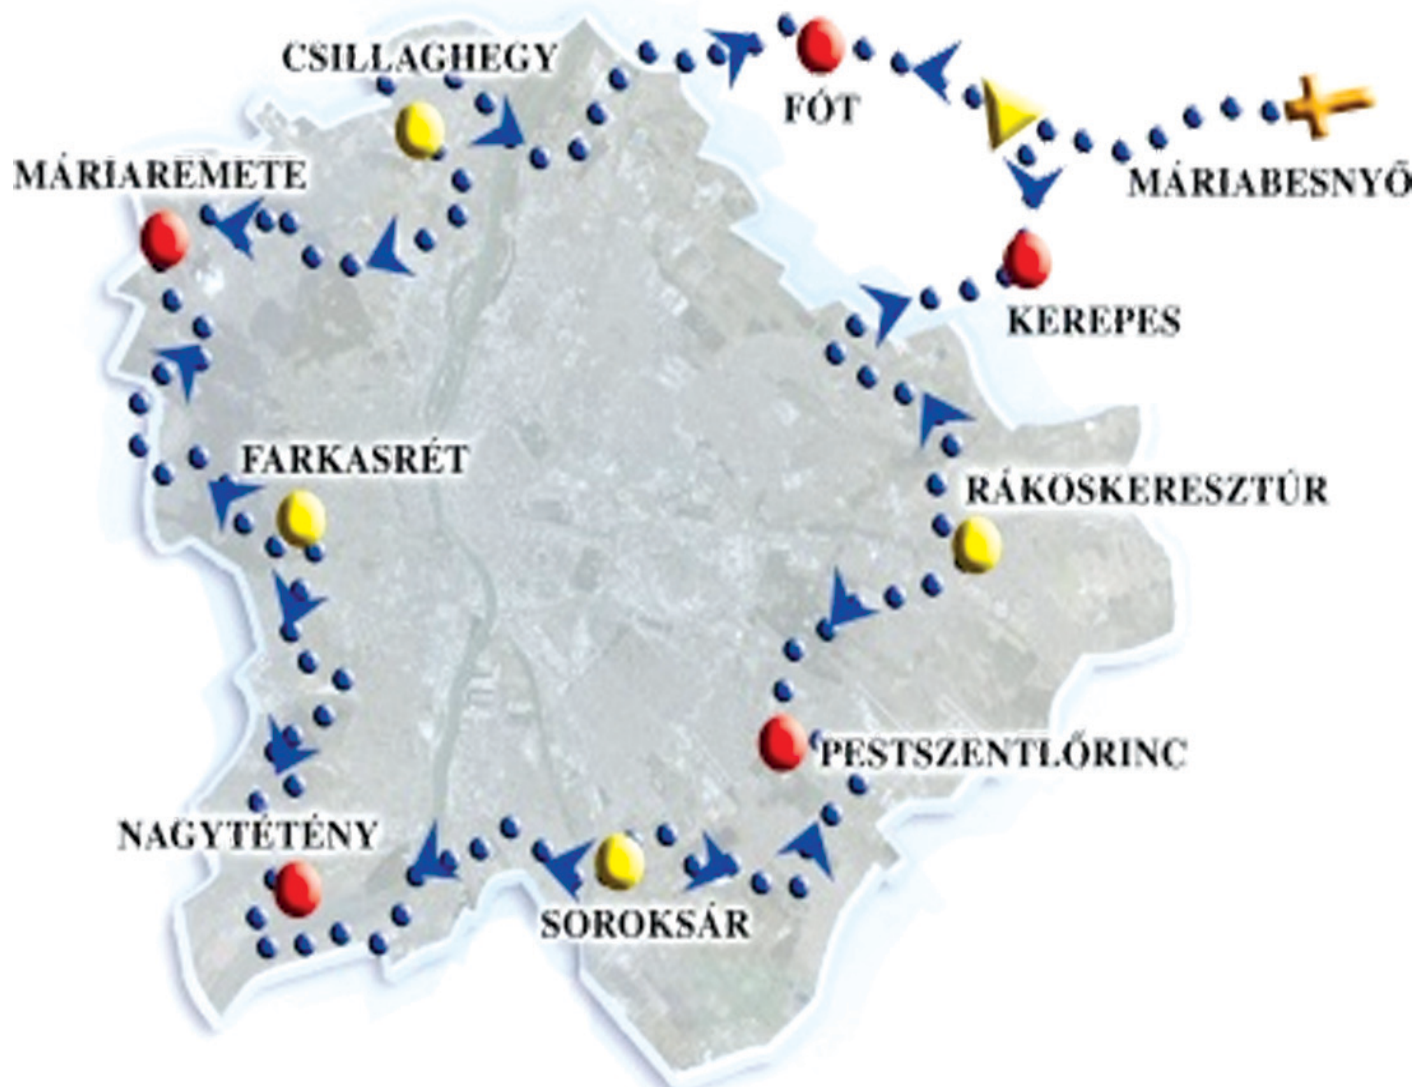 CSILLAGHEGY
FÓT
MÁRIAREMETE
MÁRIABESNYŐ
KEREPES
FARKASRÉT
RÁKOSKERESZTÚR
PESTSZENTLŐRINC
NAGYTÉTÉNY
SOROKSÁR